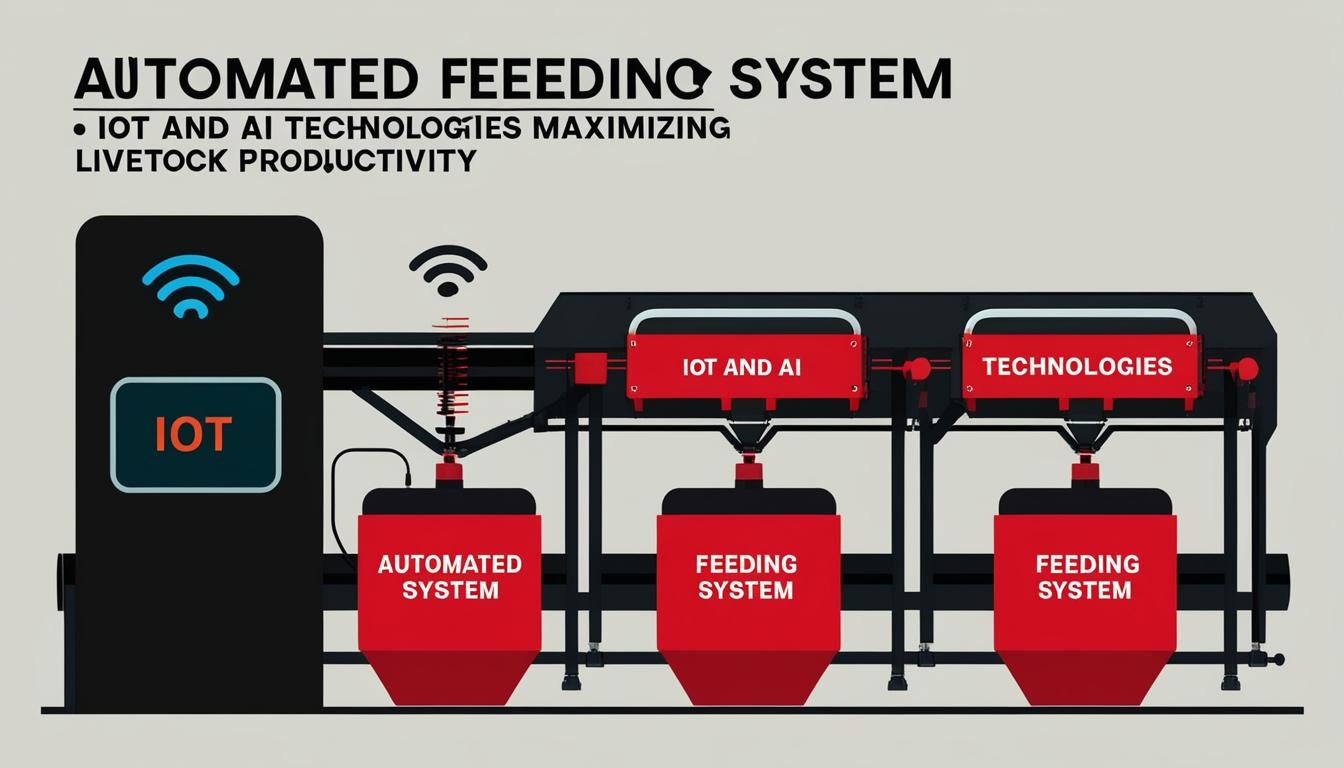 AUTOMATED FEEEDING SYSTEM
• IOT AND AI TECHNOLOGIES MAXIMIZING
LIVETOCK PRODUCTIVITY
IOT
IOT AND AI
TECHNOLOGIES
AUTOMATED
SYSTEM
FEEDING
SYSTEM
FEEDING
SYSTEM